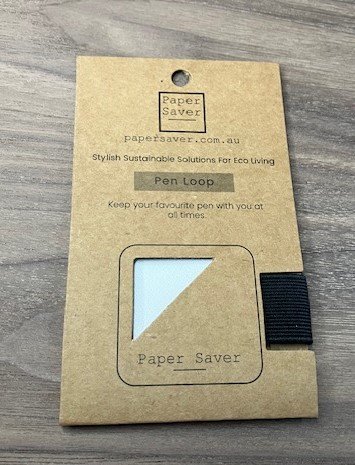 Paper
Saver
papersaver.com.au
Stylish Sustainable Solutions For Eco Living
Pen Loop
Keep your favourite pen with you at
all times.
Paper Saver